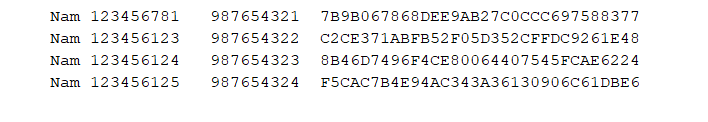 Nam 123456781 987654321 7B9B067868DEE9AB27C0CCC697588377
Nam 123456123 987654322 C2CE371ABFB52F05D352CFFDC9261E48
Nam 123456124 987654323 8B46D7496F4CE80064407545FCAE6224
Nam 123456125 987654324 F5CAC7B4E94AC343A36130906C61DBE6